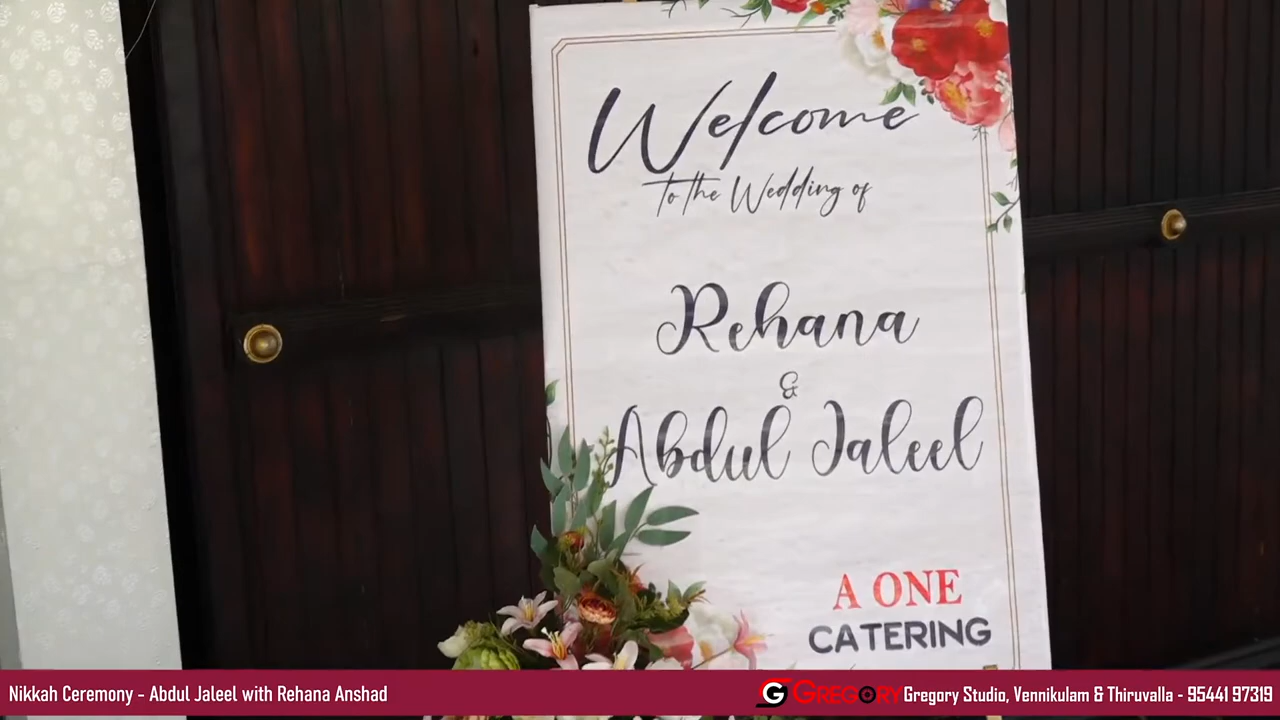 Welcome
to the Wedding of
Rehana
&
Abdul Jaleel
A ONE
CATERING
Nikkah Ceremony - Abdul Jaleel with Rehana Anshad
GREGORY Gregory Studio, Vennikulam & Thiruvalla - 95441 97319